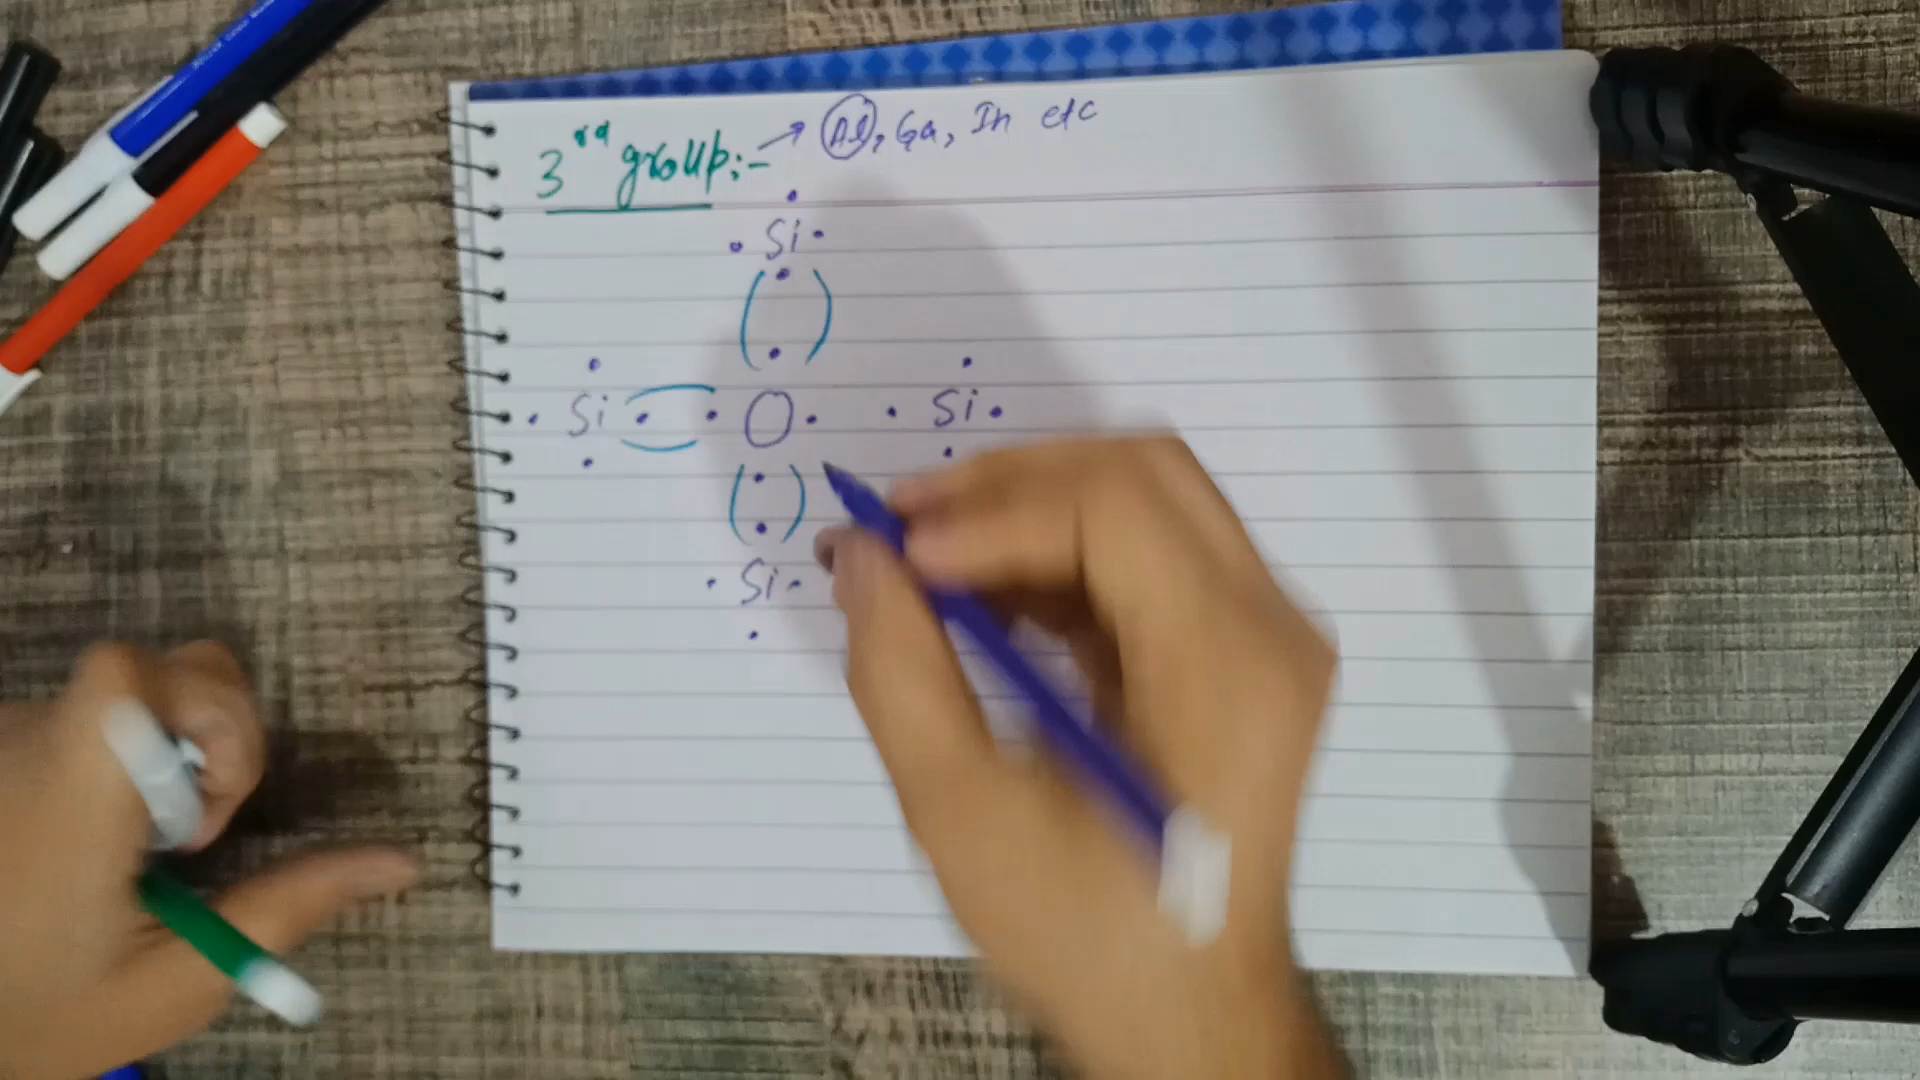 3rd group:- → Al, Ga, In etc
Si
Si O Si
Si